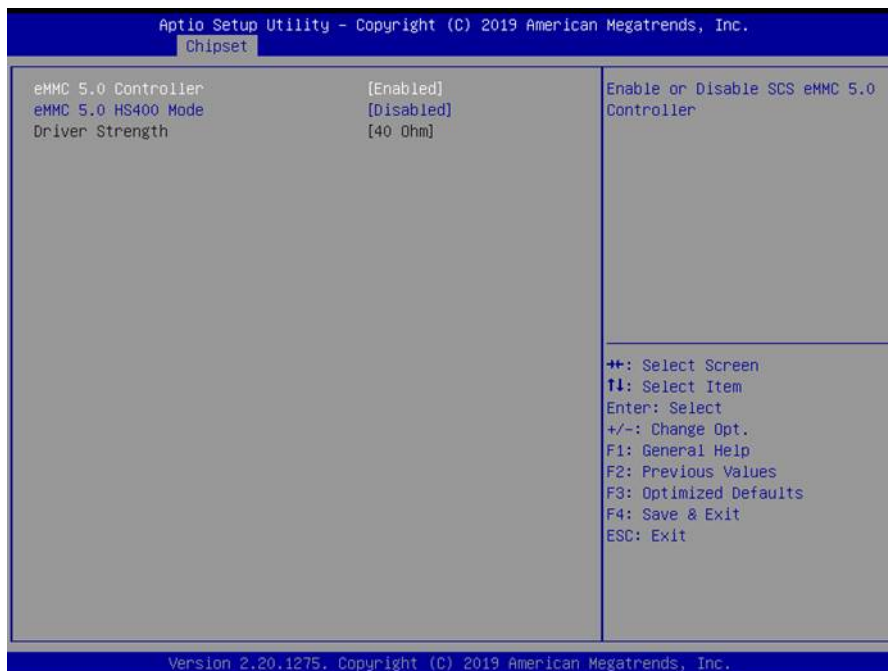 Aptio Setup Utility – Copyright (C) 2019 American Megatrends, Inc.
Chipset
eMMC 5.0 Controller [Enabled]
eMMC 5.0 HS400 Mode [Disabled]
Driver Strength [40 Ohm]
Enable or Disable SCS eMMC 5.0
Controller
→←: Select Screen
↑↓: Select Item
Enter: Select
+/-: Change Opt.
F1: General Help
F2: Previous Values
F3: Optimized Defaults
F4: Save & Exit
ESC: Exit
Version 2.20.1275. Copyright (C) 2019 American Megatrends, Inc.